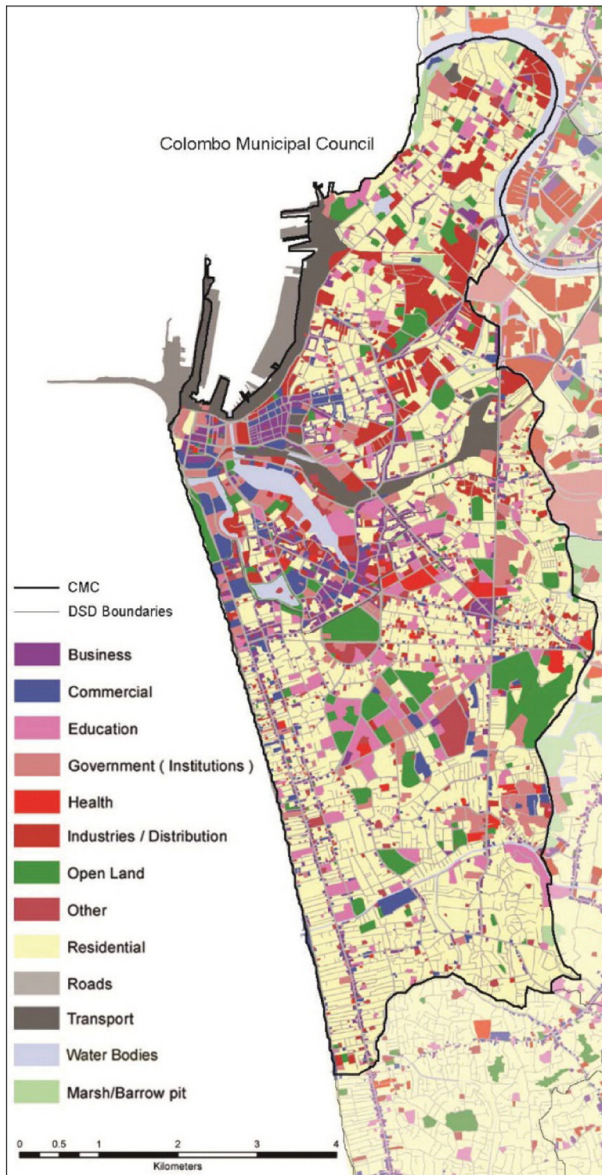 Colombo Municipal Council
CMC
DSD Boundaries
Business
Commercial
Education
Government ( Institutions )
Health
Industries / Distribution
Open Land
Other
Residential
Roads
Transport
Water Bodies
Marsh/Barrow pit
0 0.5 1 2 3 4
Kilometers